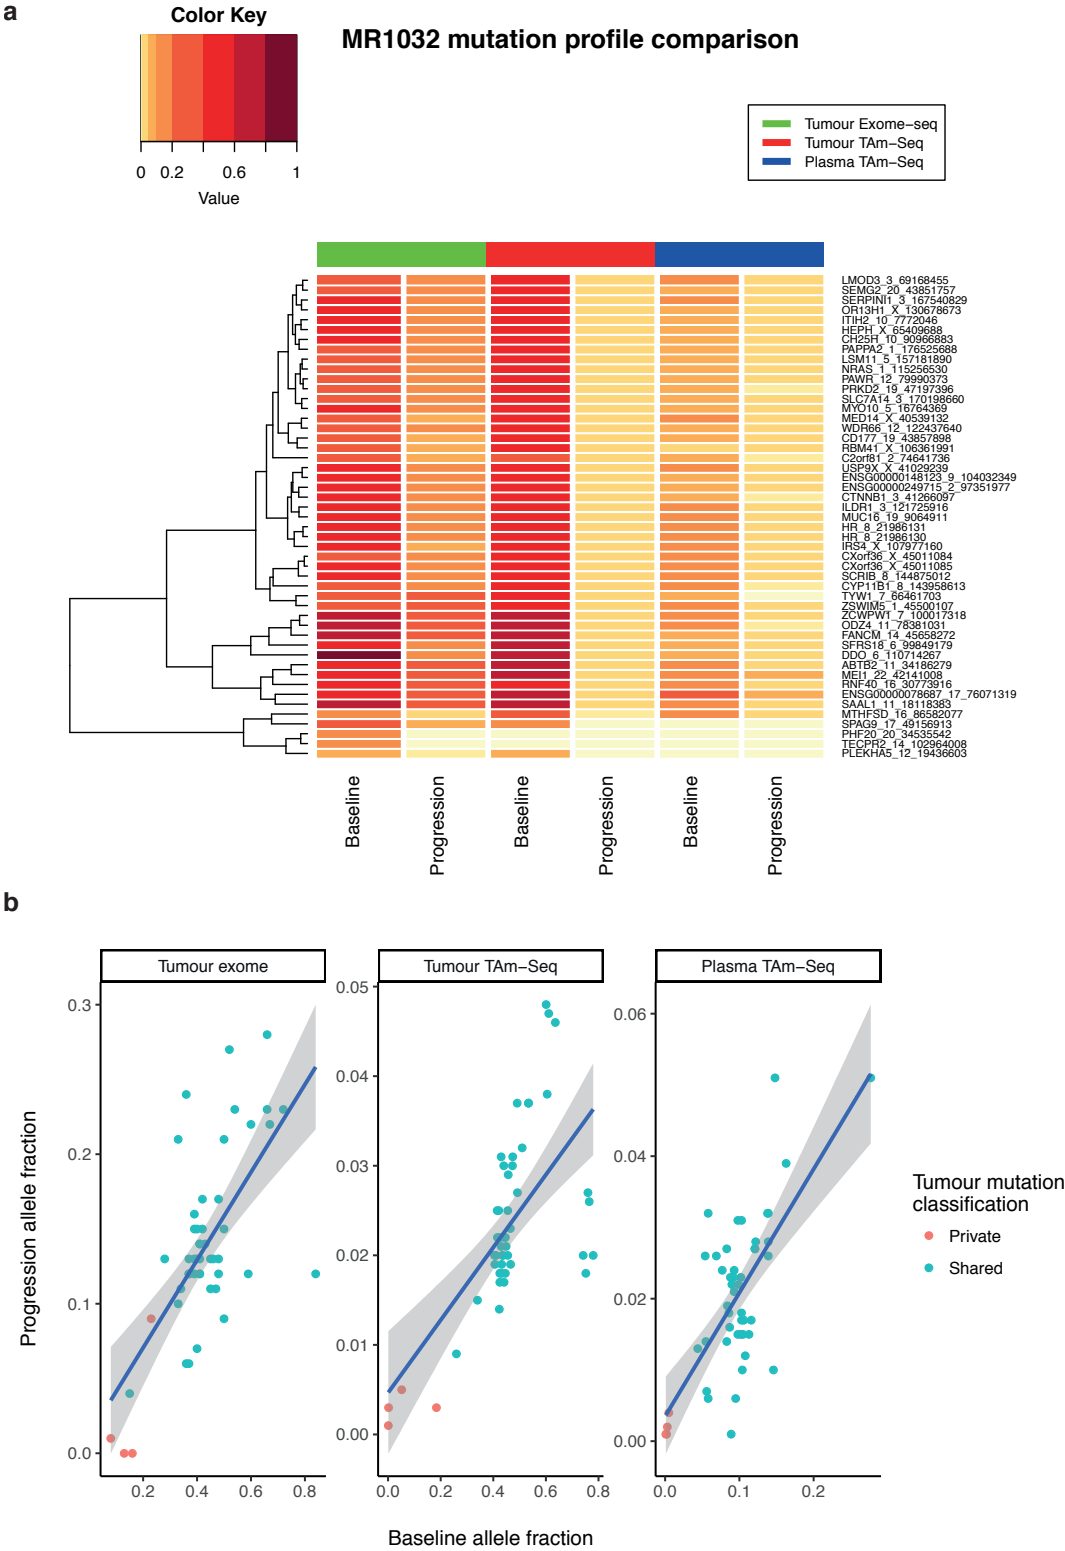 a
Color Key
MR1032 mutation profile comparison
0 0.2 0.6 1
Value
Tumour Exome-seq
Tumour TAm-Seq
Plasma TAm-Seq
LMOD3_3_69168455
SEMG2_20_43851757
SERPINI1_3_167540829
OR13H1_X_130678673
ITIH2_10_7772046
HEPH_X_65409688
CH25H_10_90966883
PAPPA2_1_176525688
LSM11_5_157181890
NRAS_1_115256530
PAWR_12_79990373
PRKD2_19_47197396
SLC7A14_3_170198660
MYO10_5_16764369
MED14_X_40539132
WDR66_12_122437640
CD177_19_43857898
RBM41_X_106361991
C2orf81_2_74641736
USP9X_X_41029239
ENSG00000148123_9_104032349
ENSG00000249715_2_97351977
CTNNB1_3_41266097
ILDR1_3_121725916
MUC16_19_9064911
HR_8_21986131
HR_8_21986130
IRS4_X_107977160
CXorf36_X_45011084
CXorf36_X_45011085
SCRIB_8_144875012
CYP11B1_8_143958613
TYW1_7_66461703
ZSWIM5_1_45500107
ZCWPW1_7_100017318
ODZ4_11_78381031
FANCM_14_45658272
SFRS18_6_99849179
DDO_6_110714267
ABTB2_11_34186279
MEI1_22_42141008
RNF40_16_30773916
ENSG00000078687_17_76071319
SAAL1_11_18118383
MTHFSD_16_86582077
SPAG9_17_49156913
PHF20_20_34535542
TECPR2_14_102964008
PLEKHA5_12_19436603
Baseline
Progression
Baseline
Progression
Baseline
Progression
b
Tumour exome
Tumour TAm-Seq
Plasma TAm-Seq
Progression allele fraction
0.3
0.2
0.1
0.0
0.05
0.04
0.03
0.02
0.01
0.00
0.06
0.04
0.02
0.00
0.2 0.4 0.6 0.8
0.0 0.2 0.4 0.6 0.8
0.0 0.1 0.2
Baseline allele fraction
Tumour mutation
classification
Private
Shared